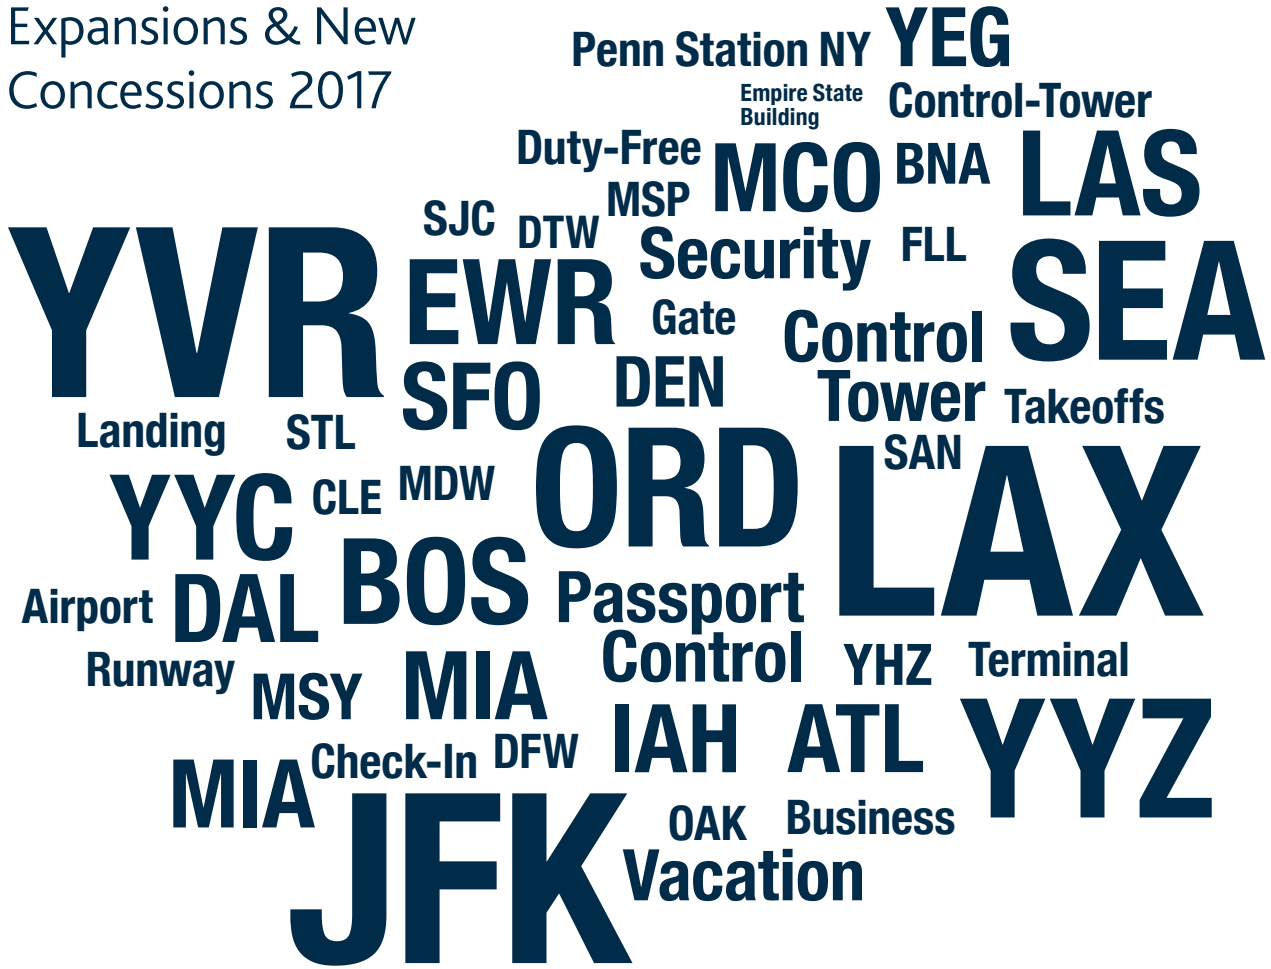 Expansions & New
Concessions 2017
Penn Station NY
YEG
Empire State
Building
Control-Tower
Duty-Free
MCO
BNA
LAS
MSP
SJC
DTW
Security
FLL
YVR
EWR
SEA
Gate
Control
Tower
SFO
DEN
Takeoffs
Landing
STL
ORD
SAN
LAX
YYC
CLE
MDW
BOS
Airport
DAL
Passport
Control
Runway
MSY
MIA
YHZ
Terminal
IAH
ATL
YYZ
MIA
Check-In
DFW
JFK
OAK
Business
Vacation